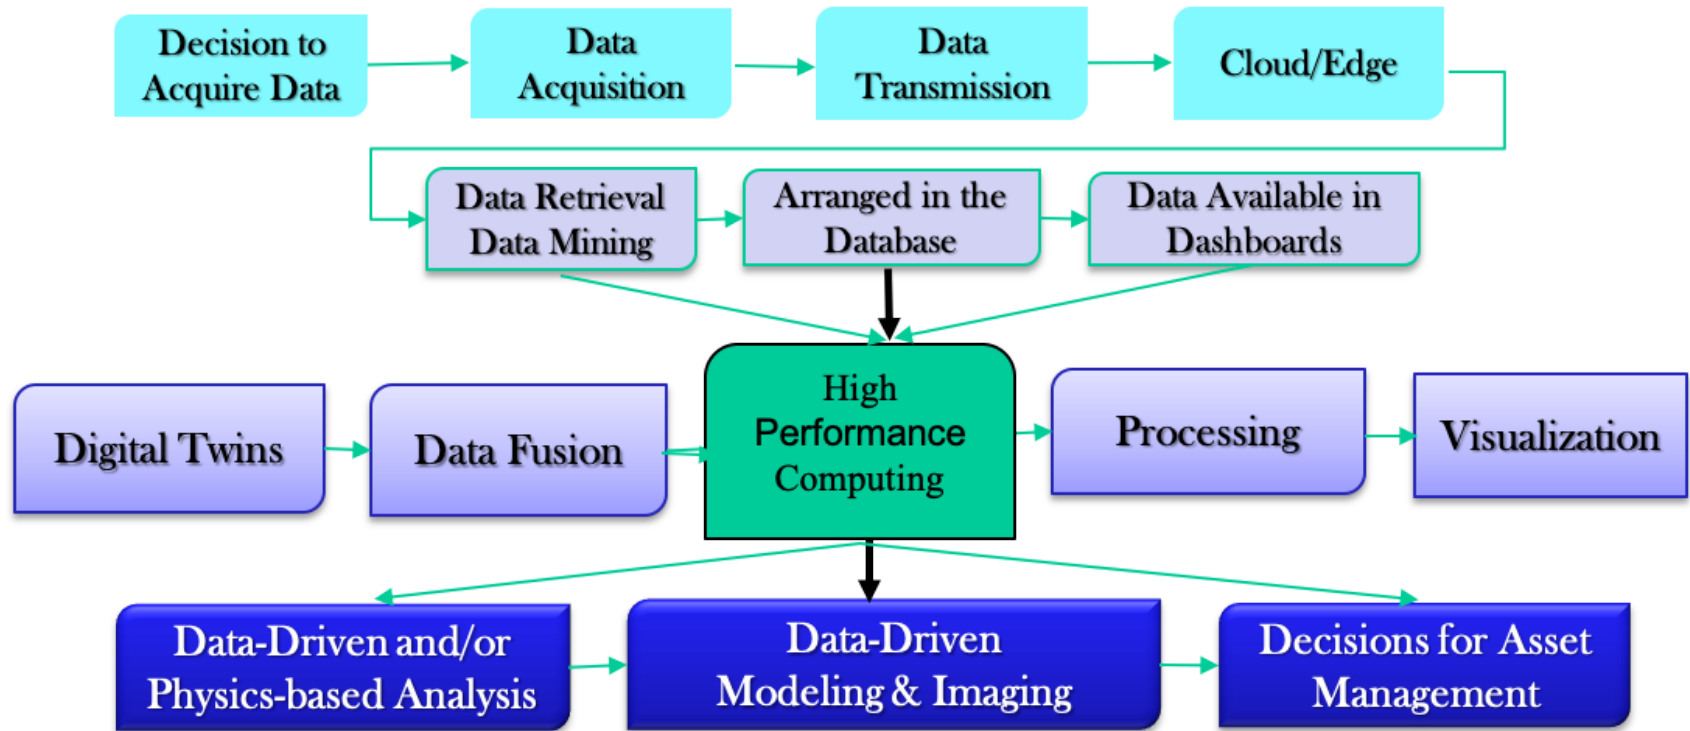 Decision to
Acquire Data
Data
Acquisition
Data
Transmission
Cloud/Edge
Data Retrieval
Data Mining
Arranged in the
Database
Data Available in
Dashboards
Digital Twins
Data Fusion
High
Performance
Computing
Processing
Visualization
Data-Driven and/or
Physics-based Analysis
Data-Driven
Modeling & Imaging
Decisions for Asset
Management